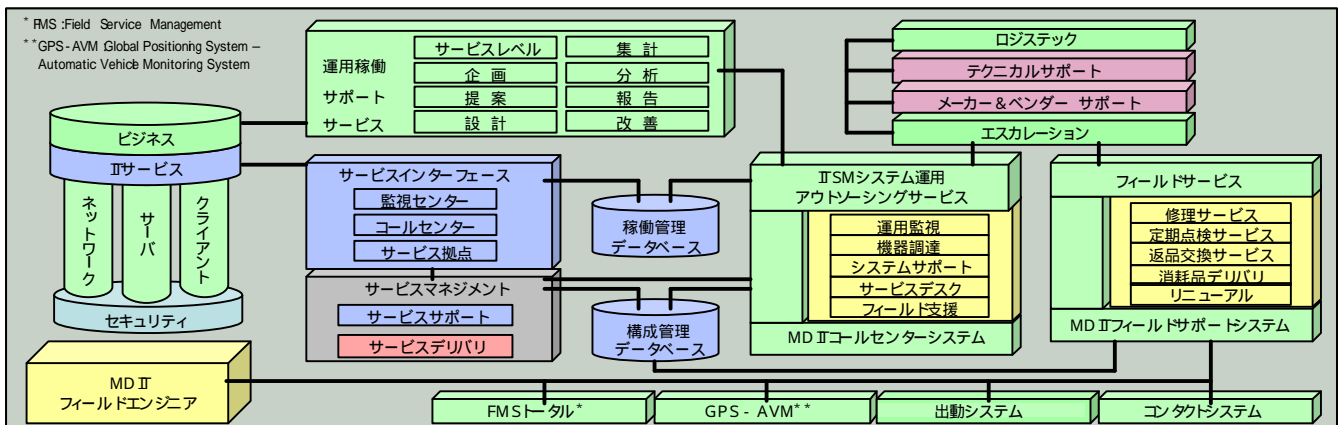 * FMS :Field Service Management
**GPS-AVM :Global Positioning System –
Automatic Vehicle Monitoring System
運用稼働
サポート
サービス
サービスレベル
集 計
企 画
分 析
提 案
報 告
設 計
改 善
ロジステック
テクニカルサポート
メーカー&ベンダー サポート
エスカレーション
ビジネス
ITサービス
ネットワーク
サーバ
クライアント
セキュリティ
サービスインターフェース
監視センター
コールセンター
サービス拠点
サービスマネジメント
サービスサポート
サービスデリバリ
稼働管理
データベース
構成管理
データベース
ITSMシステム運用
アウトソーシングサービス
運用監視
機器調達
システムサポート
サービスデスク
フィールド支援
MD ITコールセンターシステム
フィールドサービス
修理サービス
定期点検サービス
返品交換サービス
消耗品デリバリ
リニューアル
MD ITフィールドサポートシステム
MD IT
フィールドエンジニア
FMSトータル*
GPS-AVM**
出動システム
コンタクトシステム